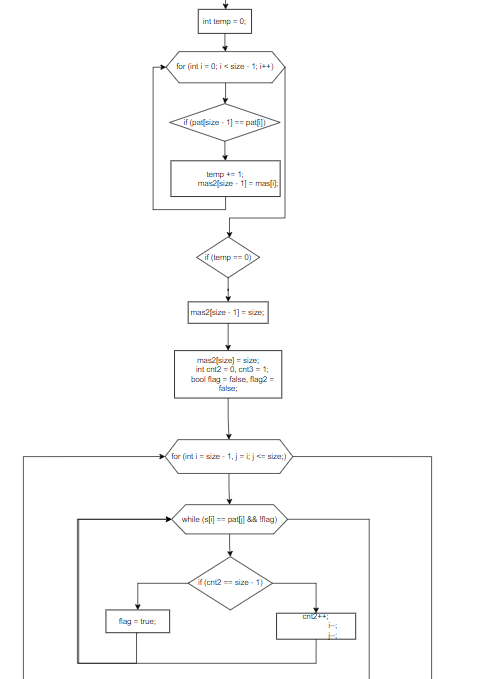 int temp = 0;
for (int i = 0; i < size - 1; i++)
if (pat[size - 1] == pat[i])
temp += 1;
mas2[size - 1] = mas[i];
if (temp == 0)
mas2[size - 1] = size;
mas2[size] = size;
int cnt2 = 0, cnt3 = 1;
bool flag = false, flag2 =
false;
for (int i = size - 1, j = i; j <= size;)
while (s[i] == pat[j] && !flag)
if (cnt2 == size - 1)
flag = true;
cnt2++;
i--;
j--;